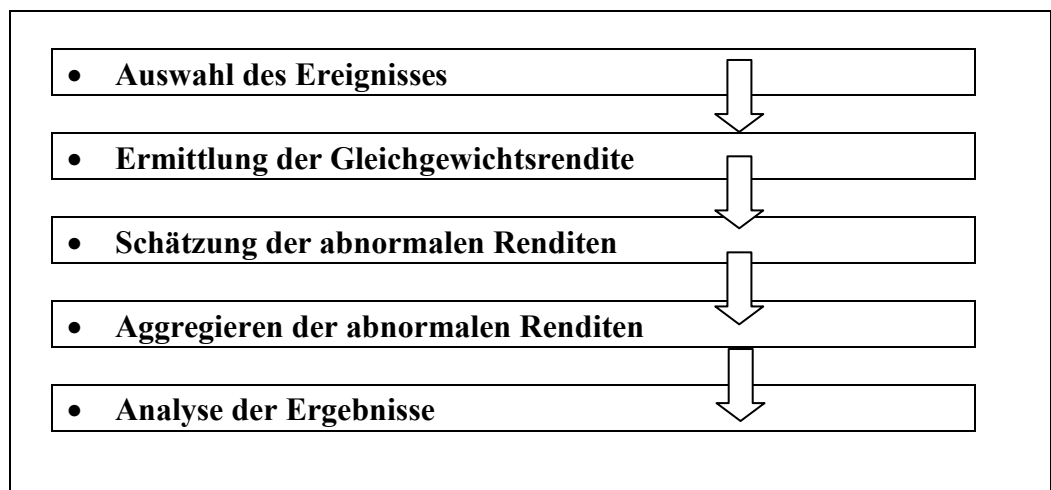 • Auswahl des Ereignisses
• Ermittlung der Gleichgewichtsrendite
• Schätzung der abnormalen Renditen
• Aggregieren der abnormalen Renditen
• Analyse der Ergebnisse